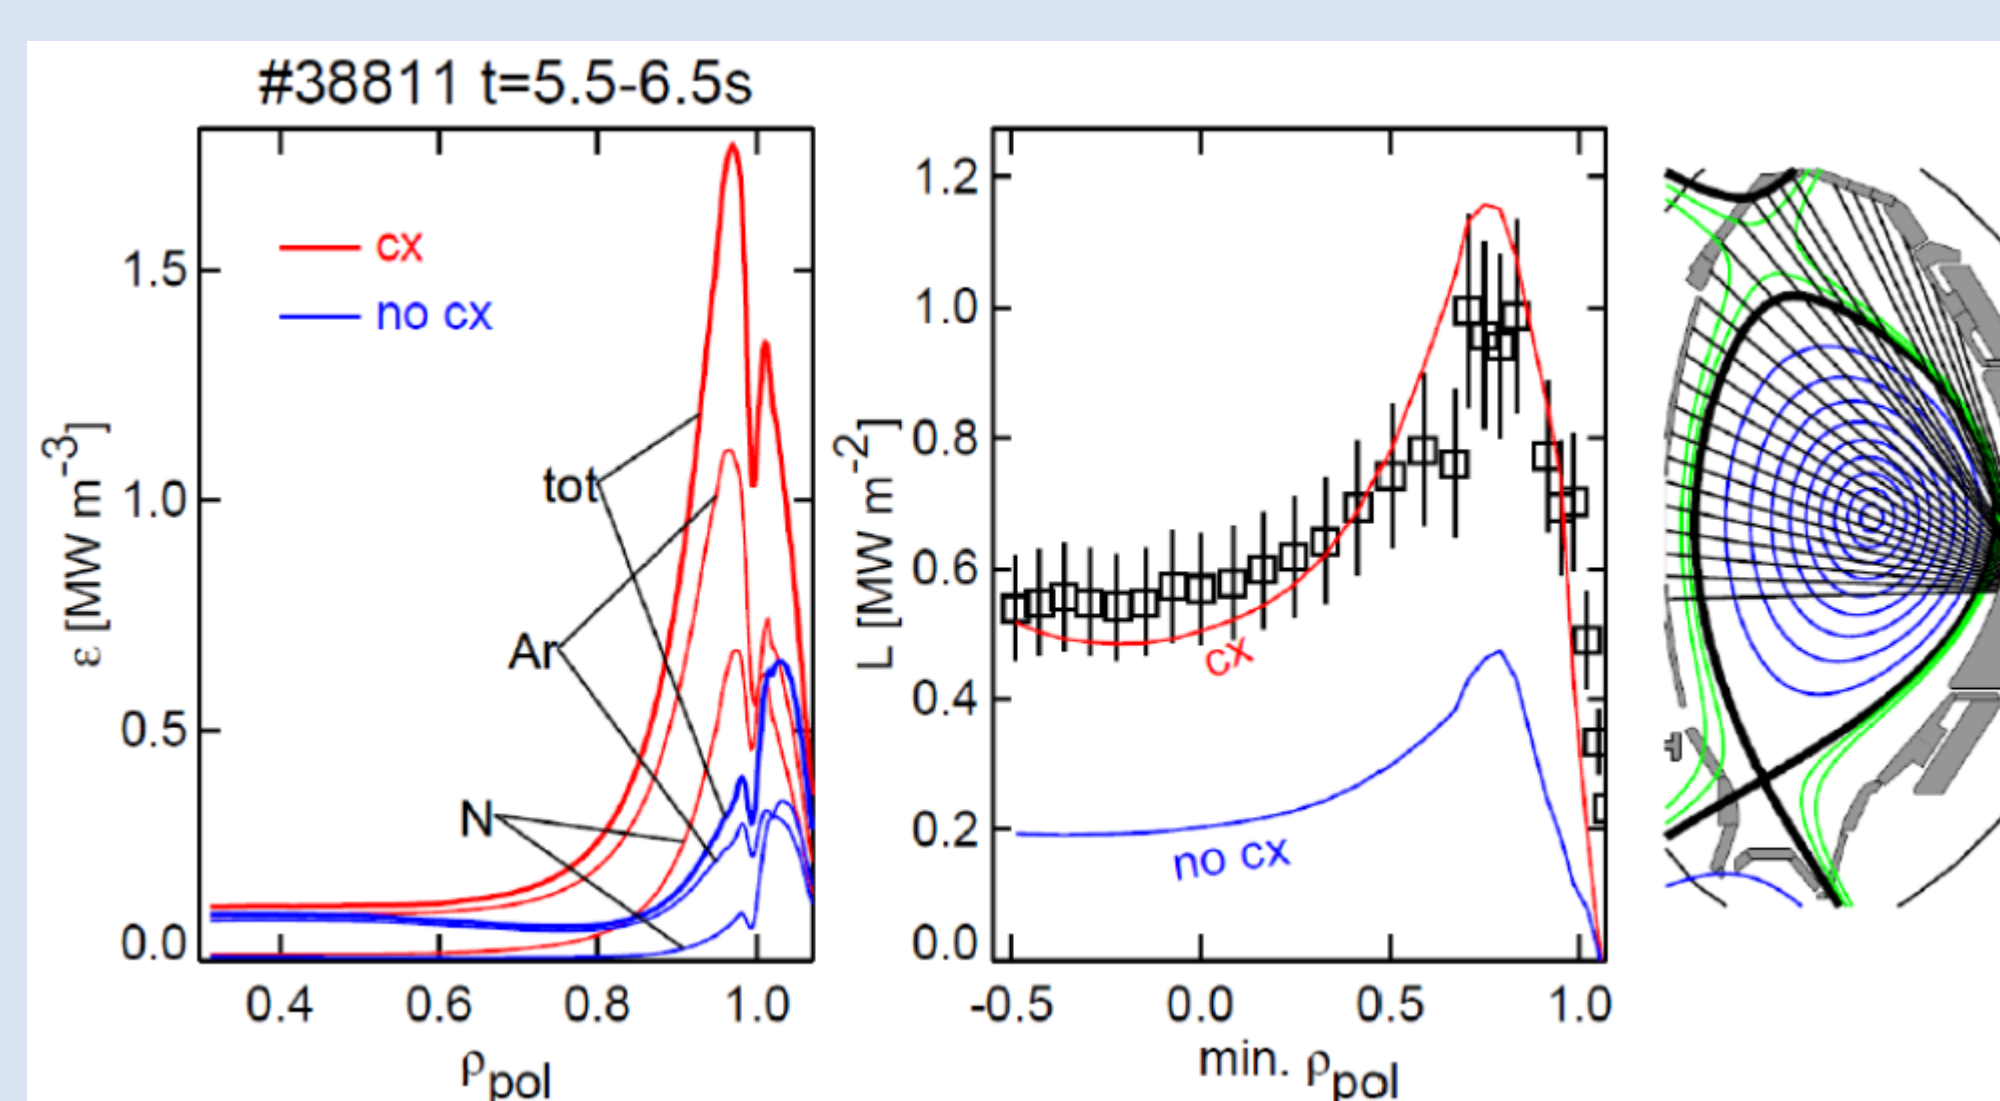 #38811 t=5.5-6.5s
cx
no cx
tot
Ar
N
ε [MW m⁻³]
1.5
1.0
0.5
0.0
0.4 0.6 0.8 1.0
ρpol
L [MW m⁻²]
1.2
1.0
0.8
0.6
0.4
0.2
0.0
cx
no cx
-0.5 0.0 0.5 1.0
min. ρpol